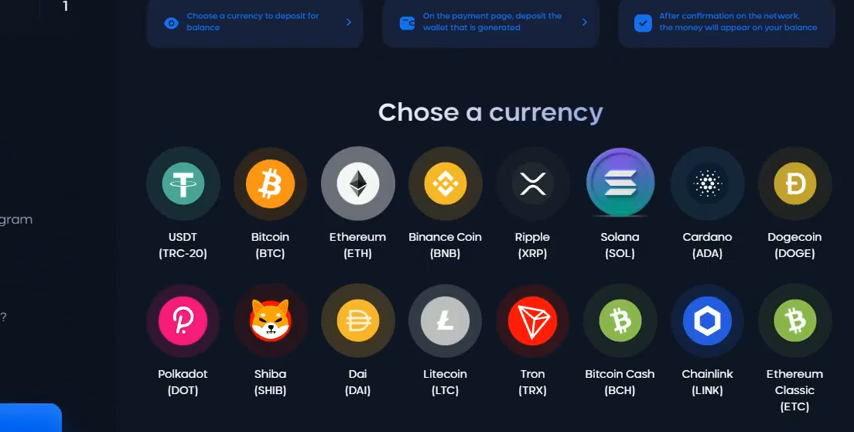 1
Choose a currency to deposit for
balance
On the payment page, deposit the
wallet that is generated
After confirmation on the network,
the money will appear on your balance
Chose a currency
gram
?
USDT
(TRC-20)
Bitcoin
(BTC)
Ethereum
(ETH)
Binance Coin
(BNB)
Ripple
(XRP)
Solana
(SOL)
Cardano
(ADA)
Dogecoin
(DOGE)
Polkadot
(DOT)
Shiba
(SHIB)
Dai
(DAI)
Litecoin
(LTC)
Tron
(TRX)
Bitcoin Cash
(BCH)
Chainlink
(LINK)
Ethereum
Classic
(ETC)